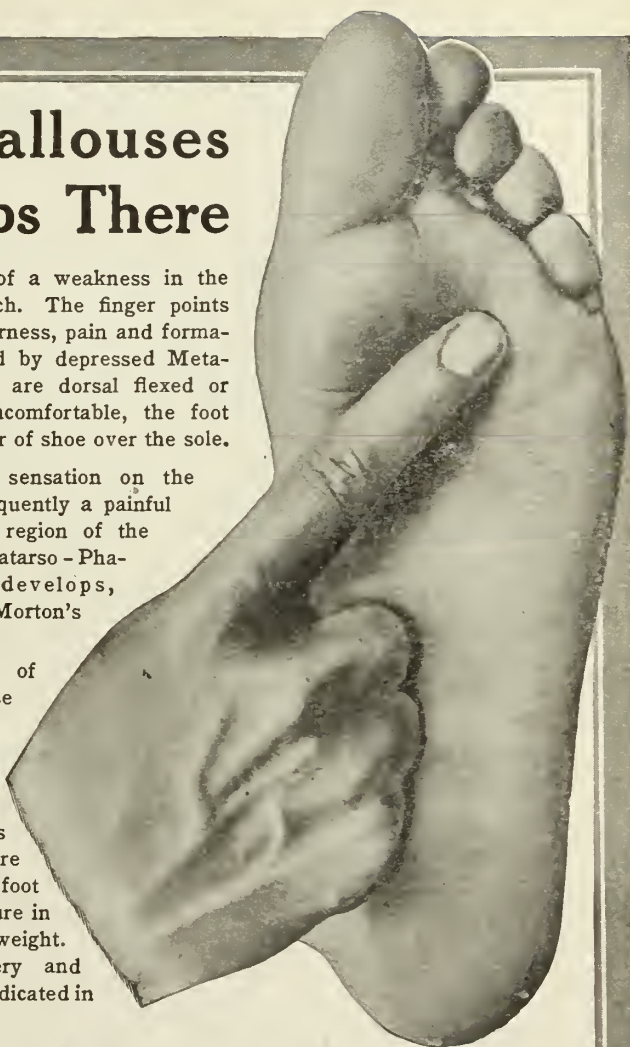 allouses
os There
of a weakness in the
ch. The finger points
rness, pain and forma-
d by depressed Meta-
are dorsal flexed or
ncomfortable, the foot
r of shoe over the sole.
sensation on the
quently a painful
region of the
atarso - Pha-
develops,
Morton's
of
e
s
re
foot
ure in
weight.
ry and
dicated in